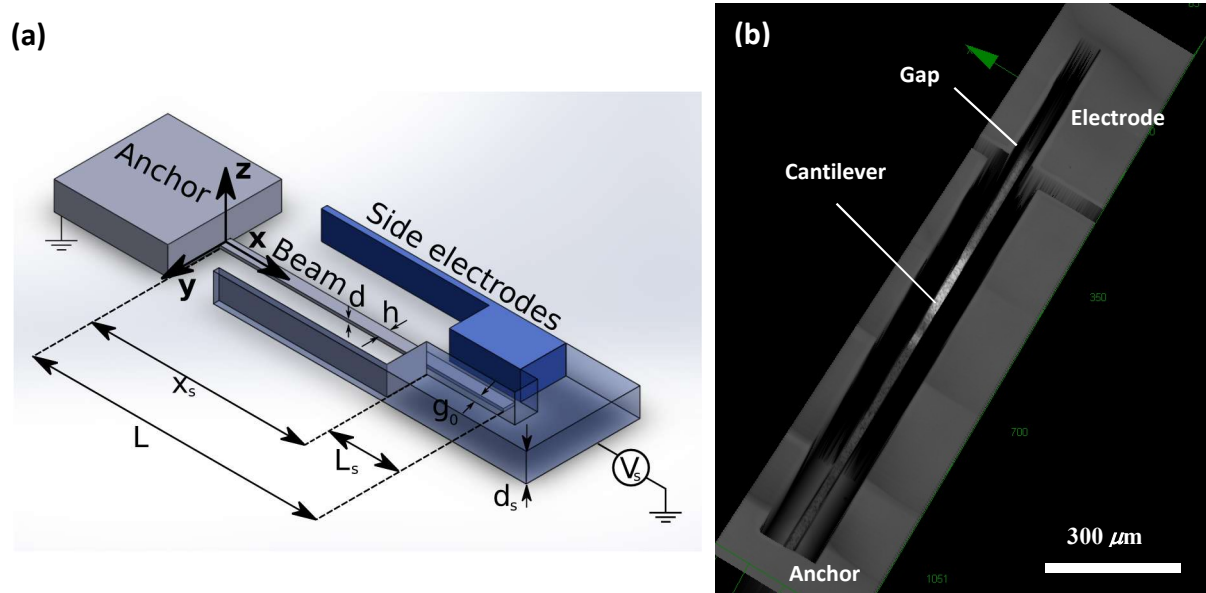 (a)
Anchor
z
x
y
Beam
Side electrodes
d
h
xₛ
L
Lₛ
g₀
dₛ
Vₛ
(b)
Gap
Electrode
Cantilever
350
700
1051
300 μm
Anchor